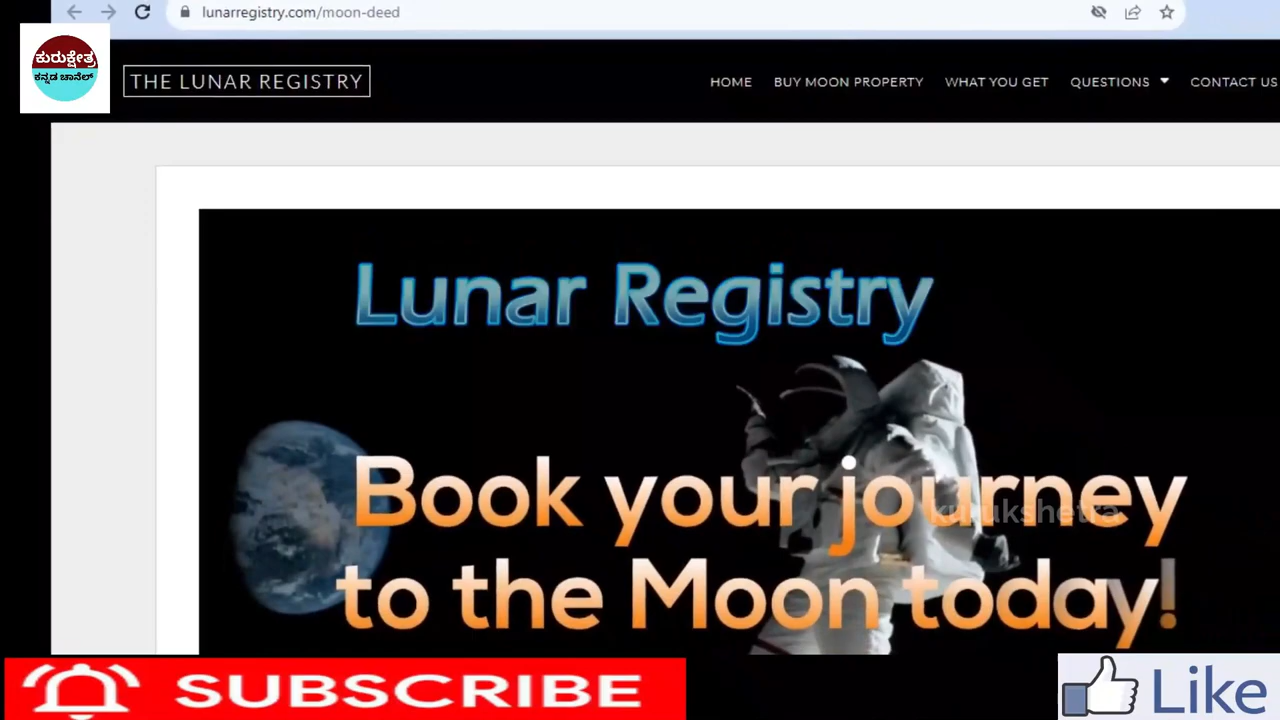 lunarregistry.com/moon-deed
ಕುರುಕ್ಷೇತ್ರ
ಕನ್ನಡ ಚಾನೆಲ್
THE LUNAR REGISTRY
HOME BUY MOON PROPERTY WHAT YOU GET QUESTIONS CONTACT US
Lunar Registry
Book your journey
kurukshetra
to the Moon today!
SUBSCRIBE
Like